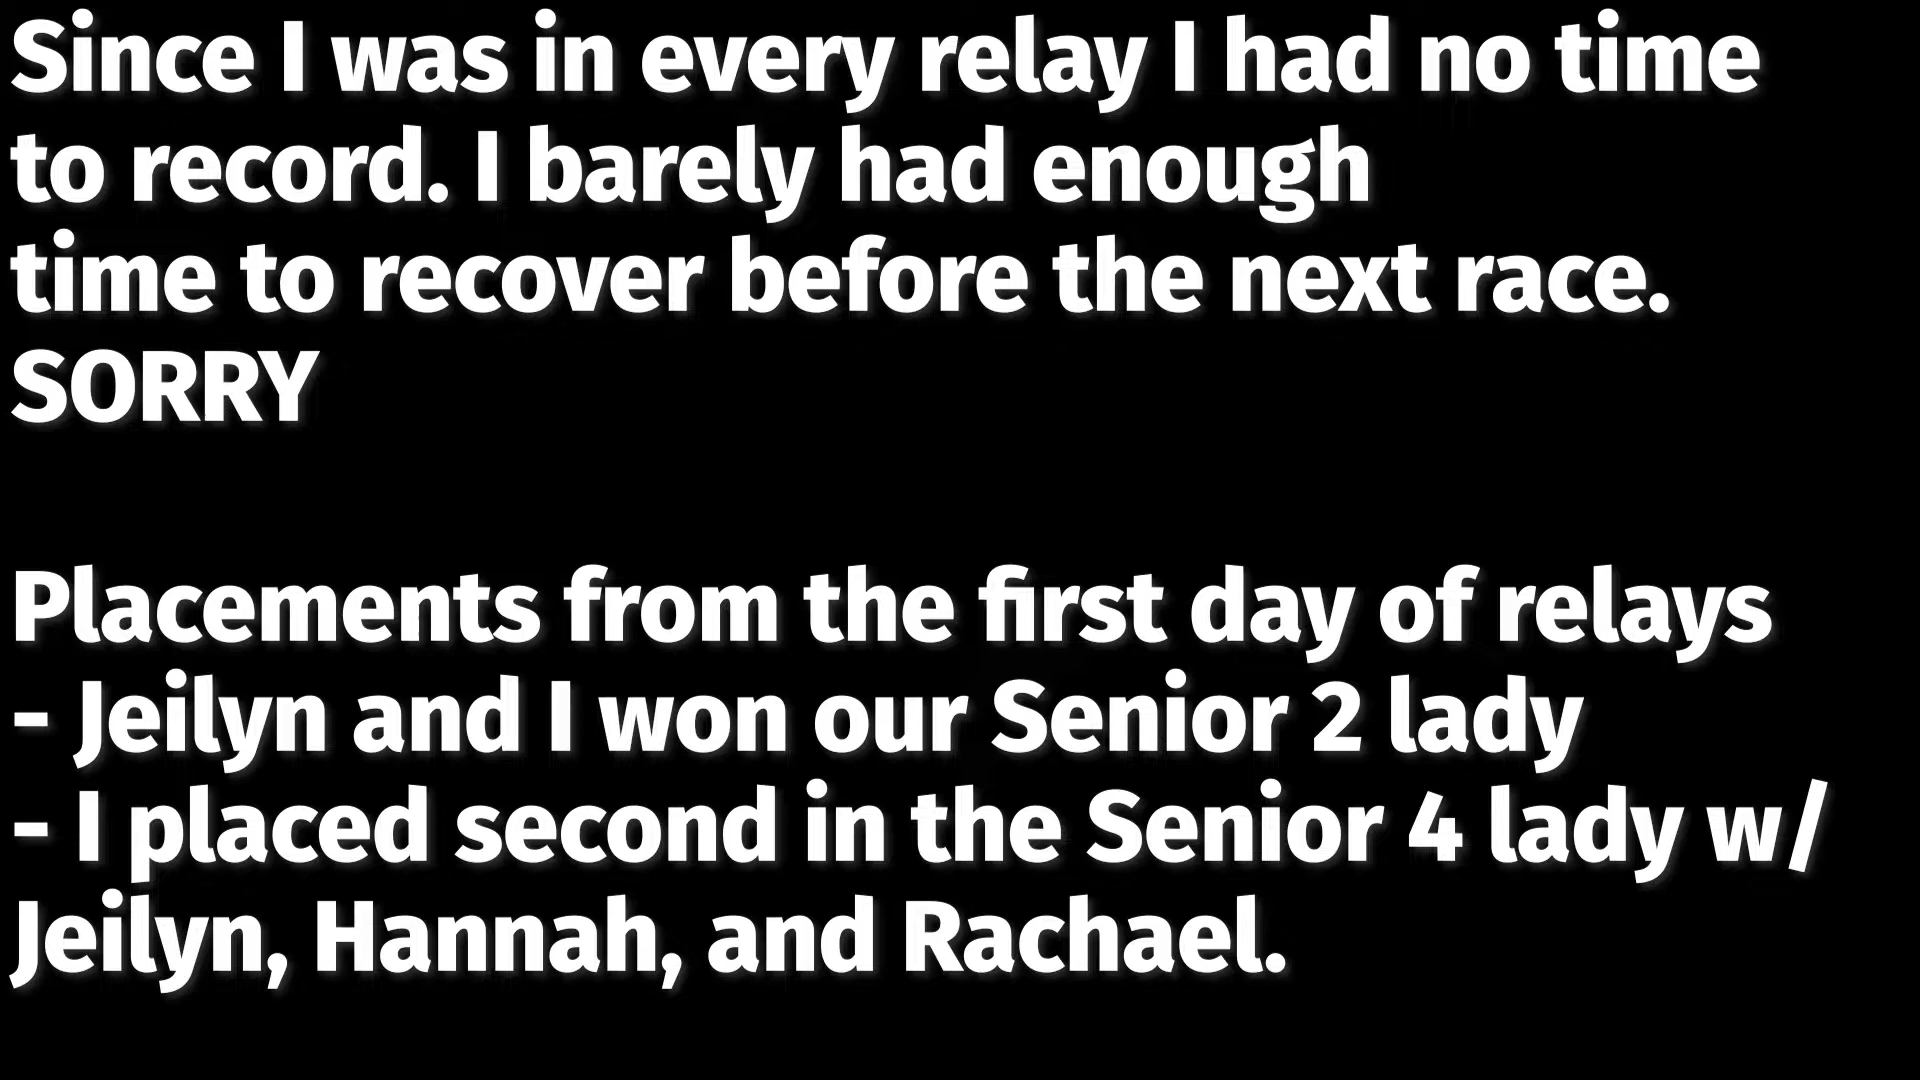 Since I was in every relay I had no time
to record. I barely had enough
time to recover before the next race.
SORRY
Placements from the first day of relays
- Jeilyn and I won our Senior 2 lady
- I placed second in the Senior 4 lady w/
Jeilyn, Hannah, and Rachael.